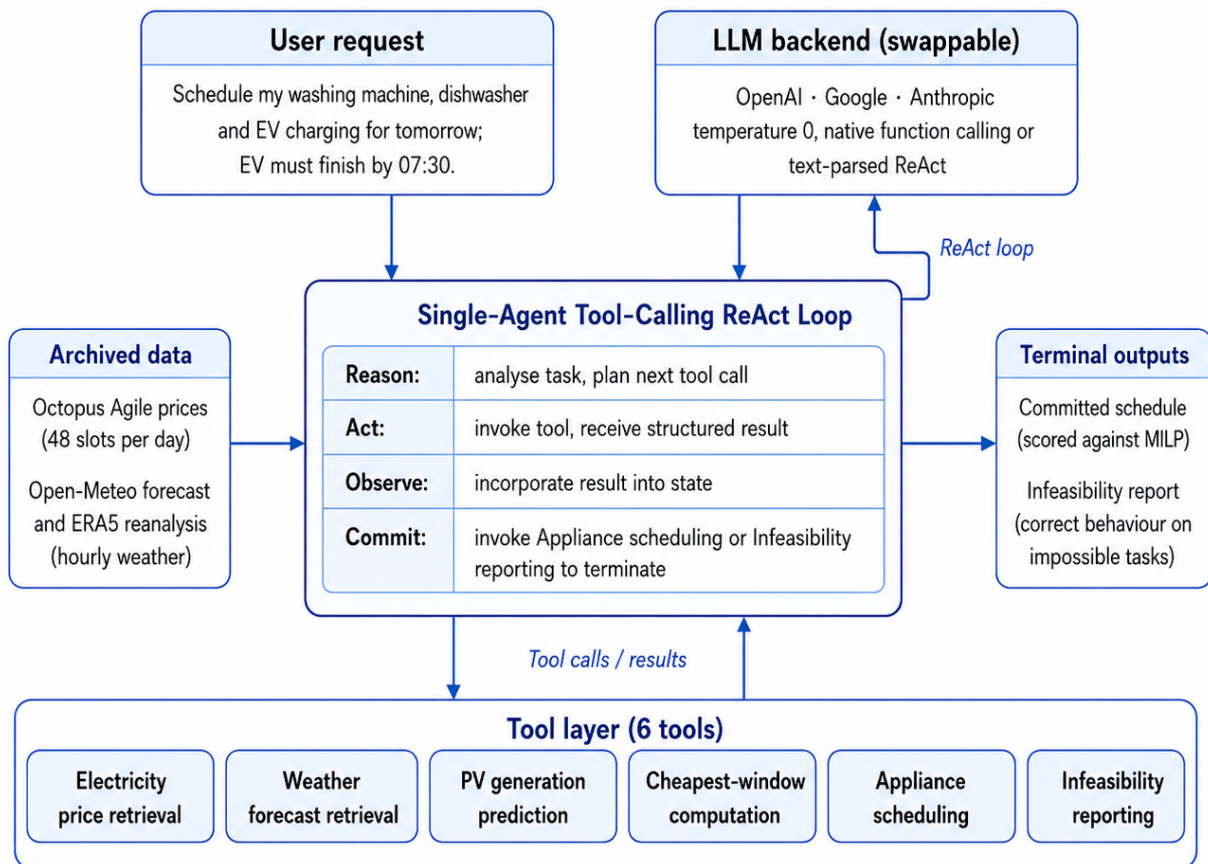 User request
Schedule my washing machine, dishwasher
and EV charging for tomorrow;
EV must finish by 07:30.
LLM backend (swappable)
OpenAI · Google · Anthropic
temperature 0, native function calling or
text-parsed ReAct
ReAct loop
Archived data
Octopus Agile prices
(48 slots per day)
Open-Meteo forecast
and ERA5 reanalysis
(hourly weather)
Single-Agent Tool-Calling ReAct Loop
Reason: analyse task, plan next tool call
Act: invoke tool, receive structured result
Observe: incorporate result into state
Commit: invoke Appliance scheduling or Infeasibility
reporting to terminate
Terminal outputs
Committed schedule
(scored against MILP)
Infeasibility report
(correct behaviour on
impossible tasks)
Tool calls / results
Tool layer (6 tools)
Electricity
price retrieval
Weather
forecast retrieval
PV generation
prediction
Cheapest-window
computation
Appliance
scheduling
Infeasibility
reporting